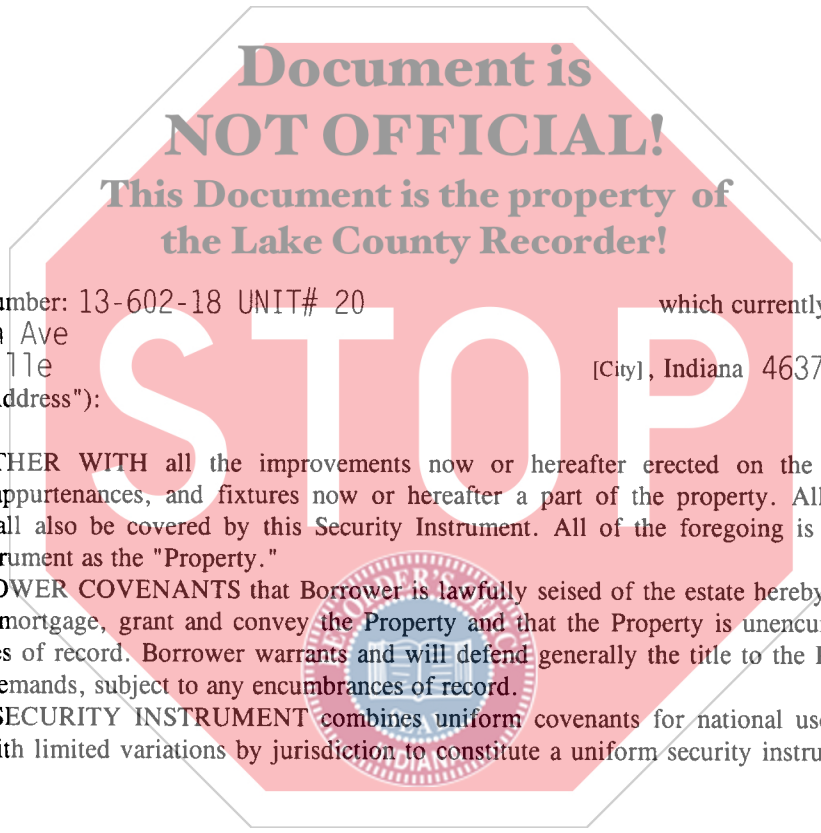 Document is
NOT OFFICIAL!
This Document is the property of
the Lake County Recorder!
umber: 13-602-18 UNIT# 20 which currently
Ave
lle [City], Indiana 4637
ddress"):
STOP
THER WITH all the improvements now or hereafter erected on the
appurtenances, and fixtures now or hereafter a part of the property. All
all also be covered by this Security Instrument. All of the foregoing is
rument as the "Property."
OWER COVENANTS that Borrower is lawfully seised of the estate hereby
mortgage, grant and convey the Property and that the Property is unencu
es of record. Borrower warrants and will defend generally the title to the
emands, subject to any encumbrances of record.
SECURITY INSTRUMENT combines uniform covenants for national use
ith limited variations by jurisdiction to constitute a uniform security instru
RECORDER'S OFFICE
INDIANA